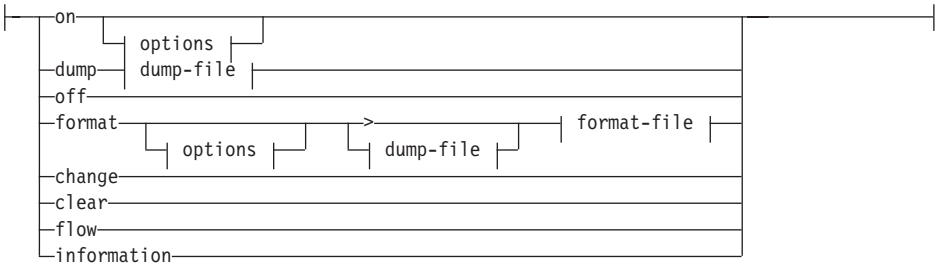 on
options
dump dump-file
off
format > format-file
options dump-file
change
clear
flow
information